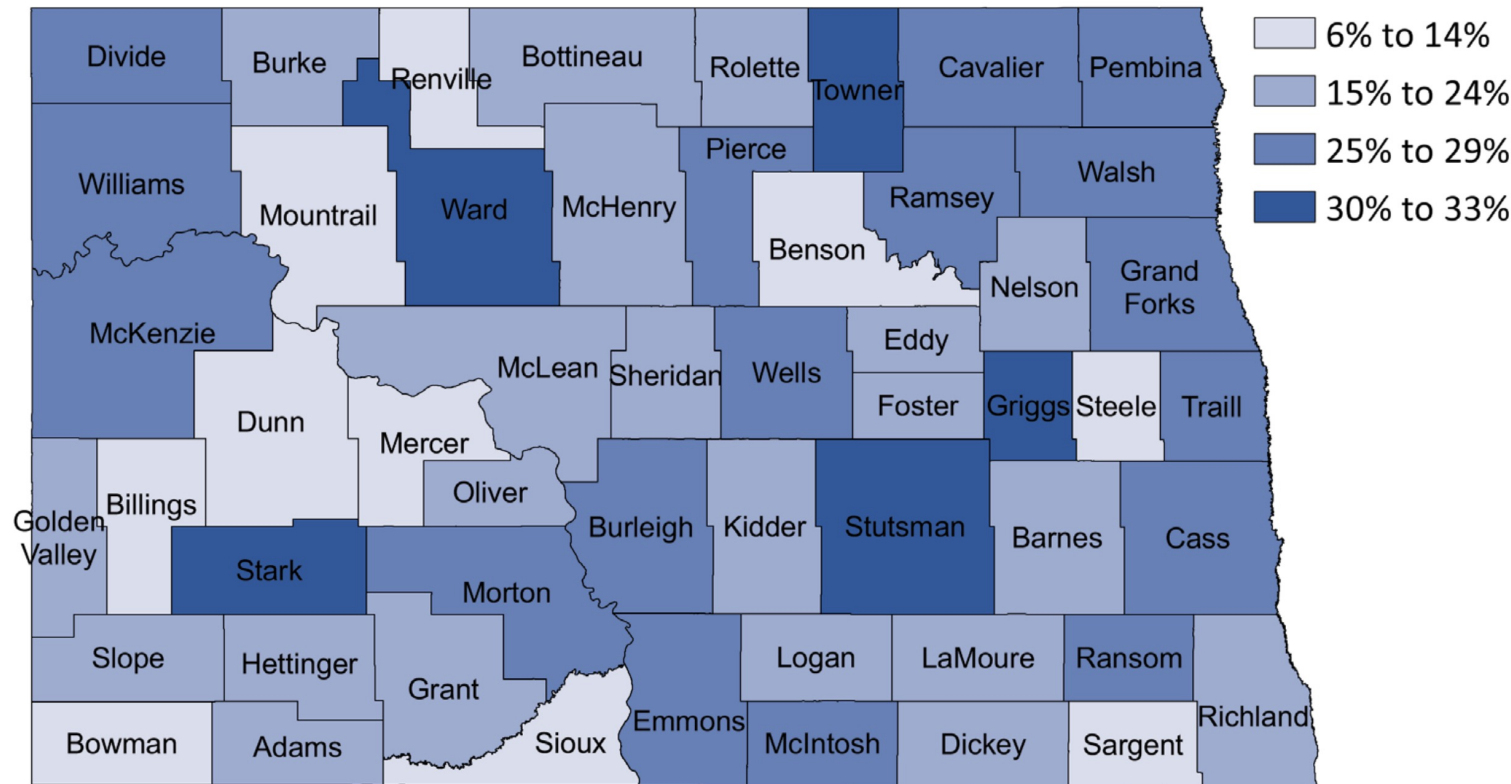 6% to 14%
15% to 24%
25% to 29%
30% to 33%
Divide
Burke
Renville
Bottineau
Rolette
Towner
Cavalier
Pembina
Williams
Mountrail
Ward
McHenry
Pierce
Benson
Ramsey
Walsh
Nelson
Grand
Forks
McKenzie
McLean
Sheridan
Wells
Eddy
Foster
Griggs
Steele
Traill
Dunn
Mercer
Oliver
Billings
Golden
Valley
Stark
Morton
Burleigh
Kidder
Stutsman
Barnes
Cass
Slope
Hettinger
Grant
Logan
LaMoure
Ransom
Richland
Bowman
Adams
Sioux
Emmons
McIntosh
Dickey
Sargent